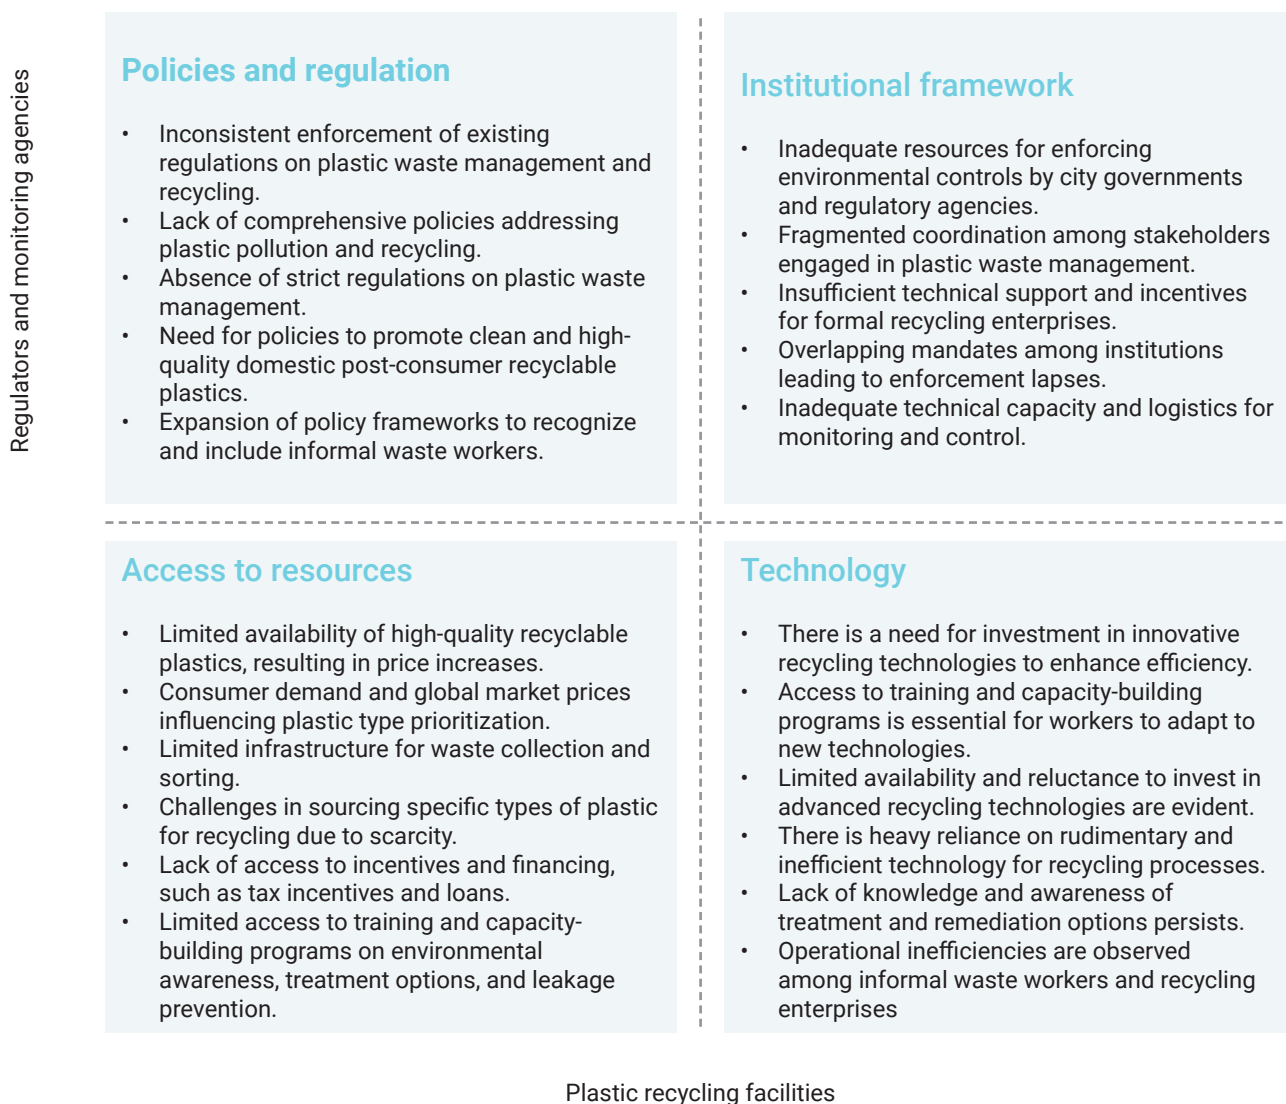 Regulators and monitoring agencies
Policies and regulation
• Inconsistent enforcement of existing
regulations on plastic waste management and
recycling.
• Lack of comprehensive policies addressing
plastic pollution and recycling.
• Absence of strict regulations on plastic waste
management.
• Need for policies to promote clean and high-
quality domestic post-consumer recyclable
plastics.
• Expansion of policy frameworks to recognize
and include informal waste workers.
Institutional framework
• Inadequate resources for enforcing
environmental controls by city governments
and regulatory agencies.
• Fragmented coordination among stakeholders
engaged in plastic waste management.
• Insufficient technical support and incentives
for formal recycling enterprises.
• Overlapping mandates among institutions
leading to enforcement lapses.
• Inadequate technical capacity and logistics for
monitoring and control.
Access to resources
• Limited availability of high-quality recyclable
plastics, resulting in price increases.
• Consumer demand and global market prices
influencing plastic type prioritization.
• Limited infrastructure for waste collection and
sorting.
• Challenges in sourcing specific types of plastic
for recycling due to scarcity.
• Lack of access to incentives and financing,
such as tax incentives and loans.
• Limited access to training and capacity-
building programs on environmental
awareness, treatment options, and leakage
prevention.
Technology
• There is a need for investment in innovative
recycling technologies to enhance efficiency.
• Access to training and capacity-building
programs is essential for workers to adapt to
new technologies.
• Limited availability and reluctance to invest in
advanced recycling technologies are evident.
• There is heavy reliance on rudimentary and
inefficient technology for recycling processes.
• Lack of knowledge and awareness of
treatment and remediation options persists.
• Operational inefficiencies are observed
among informal waste workers and recycling
enterprises
Plastic recycling facilities